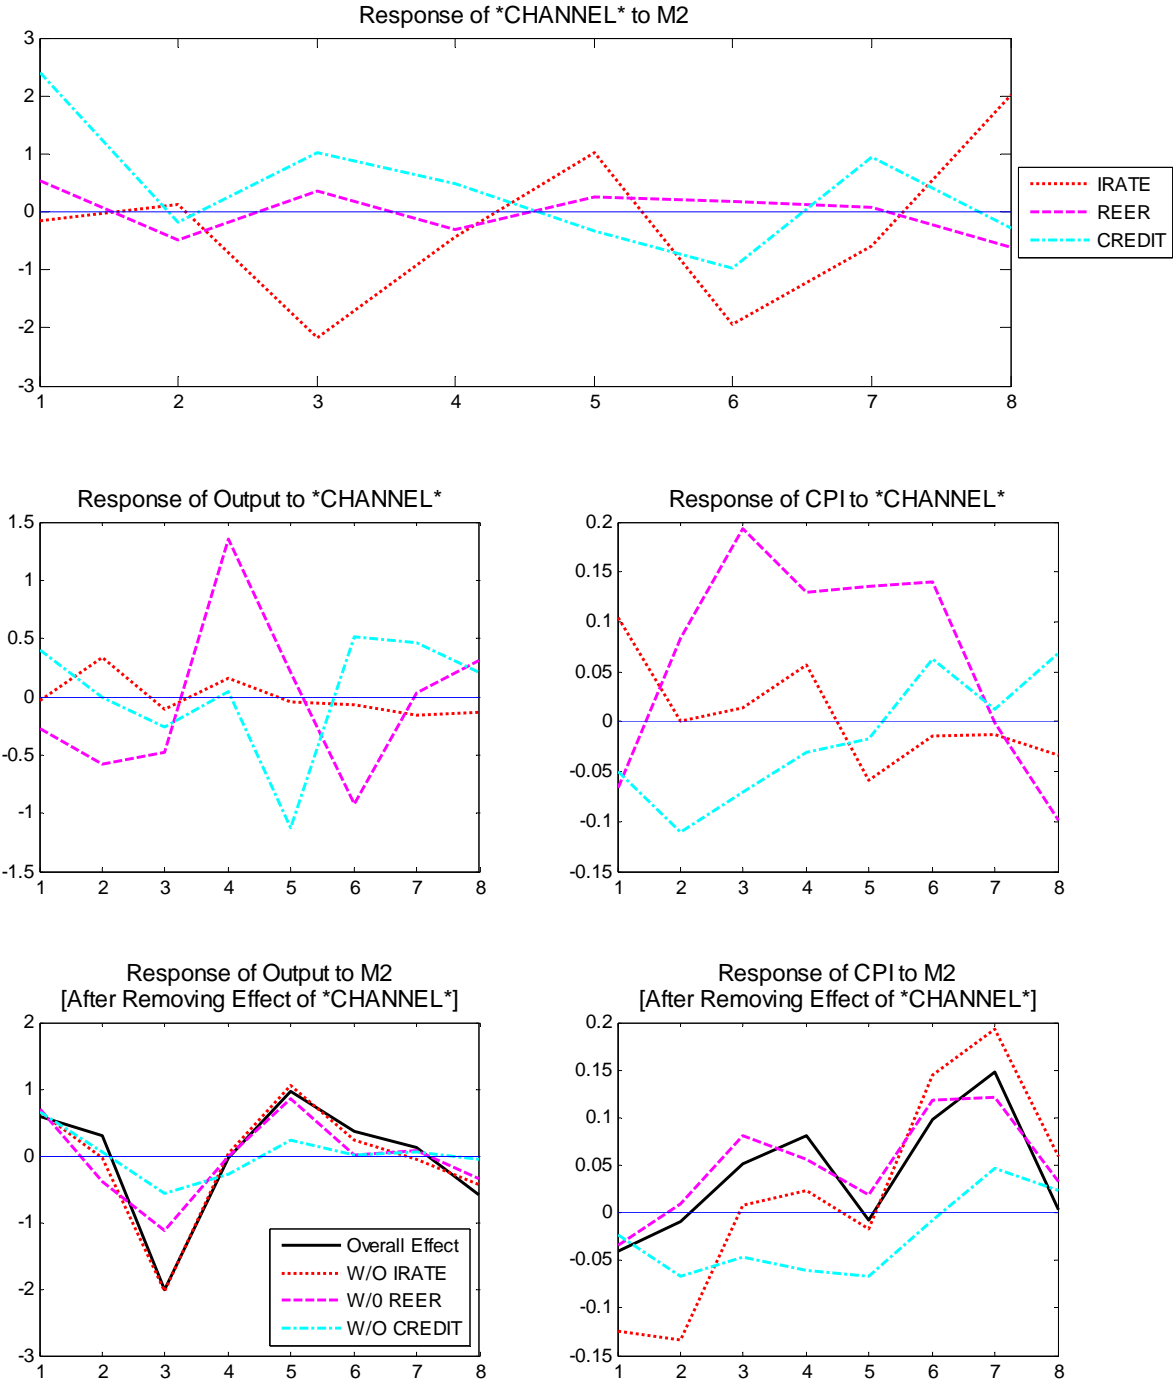 Response of *CHANNEL* to M2
3
2
1
0
-1
-2
-3
1 2 3 4 5 6 7 8
IRATE
REER
CREDIT
Response of Output to *CHANNEL*
1.5
1
0.5
0
-0.5
-1
-1.5
1 2 3 4 5 6 7 8
Response of CPI to *CHANNEL*
0.2
0.15
0.1
0.05
0
-0.05
-0.1
-0.15
1 2 3 4 5 6 7 8
Response of Output to M2
[After Removing Effect of *CHANNEL*]
2
1
0
-1
-2
-3
1 2 3 4 5 6 7 8
Overall Effect
W/O IRATE
W/0 REER
W/O CREDIT
Response of CPI to M2
[After Removing Effect of *CHANNEL*]
0.2
0.15
0.1
0.05
0
-0.05
-0.1
-0.15
1 2 3 4 5 6 7 8